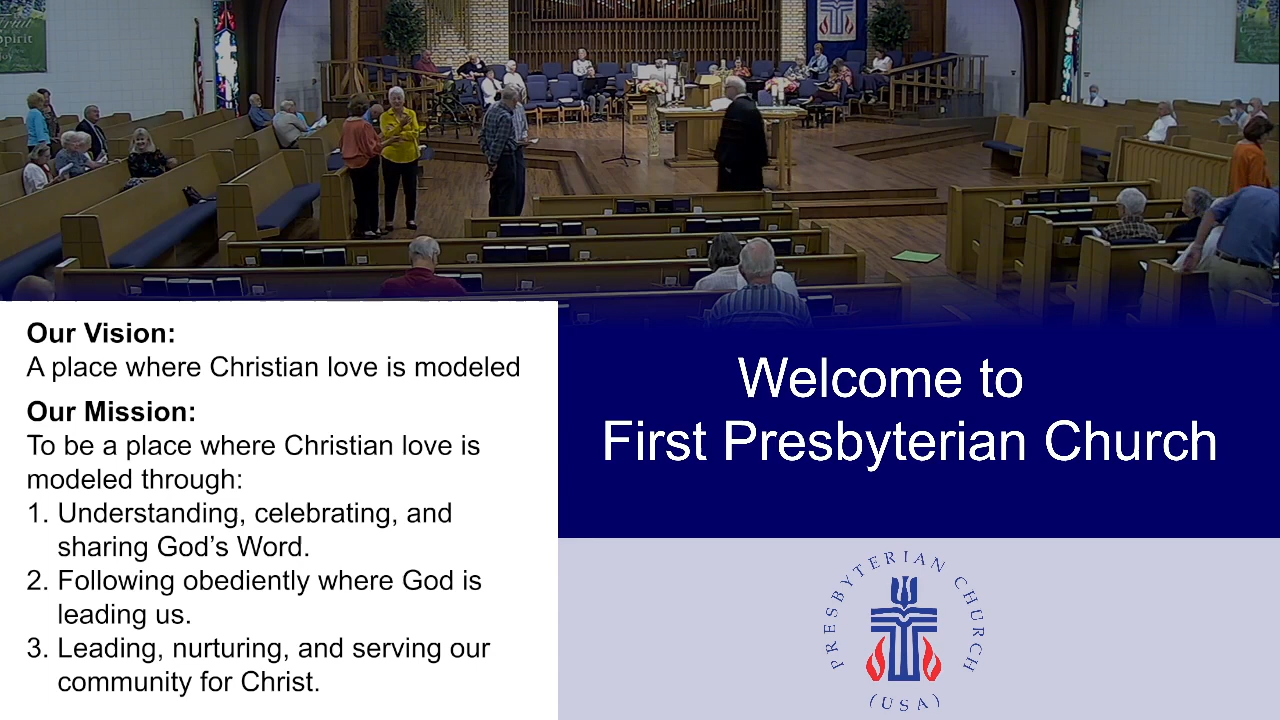 Spirit
Joy
Our Vision:
A place where Christian love is modeled
Our Mission:
To be a place where Christian love is
modeled through:
1. Understanding, celebrating, and
sharing God’s Word.
2. Following obediently where God is
leading us.
3. Leading, nurturing, and serving our
community for Christ.
Welcome to
First Presbyterian Church
PRESBYTERIAN CHURCH
(USA)